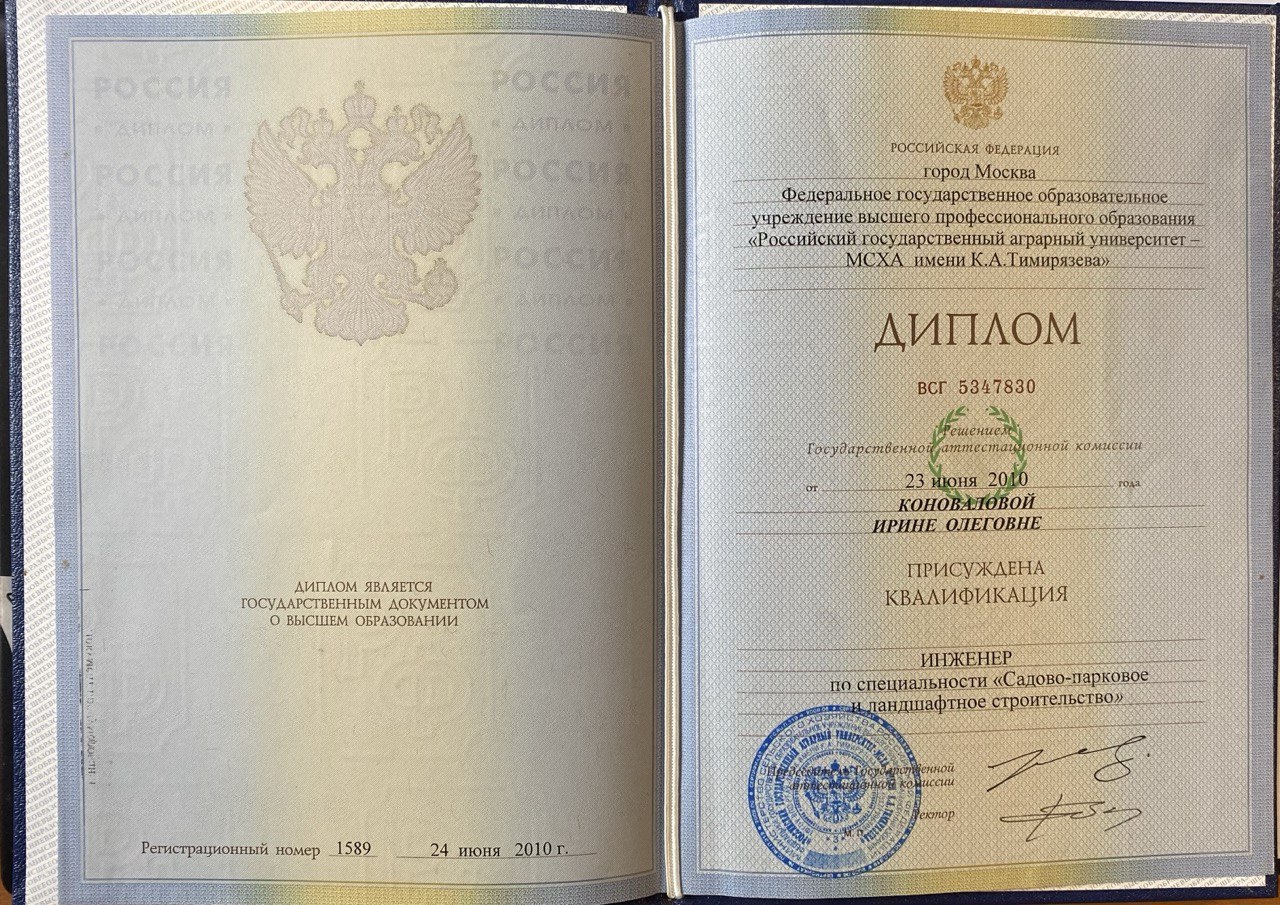 РОССИЯ
РОССИЯ
• ДИПЛОМ •
• ДИПЛОМ •
РОССИЯ
РОССИЯ
• ДИПЛОМ •
• ДИПЛОМ •
РОССИЯ
РОССИЯ
• ДИПЛОМ •
• ДИПЛОМ •
РОССИЯ
РОССИЯ
ДИПЛОМ ЯВЛЯЕТСЯ
ГОСУДАРСТВЕННЫМ ДОКУМЕНТОМ
О ВЫСШЕМ ОБРАЗОВАНИИ
Регистрационный номер 1589 24 июня 2010 г.
РОССИЙСКАЯ ФЕДЕРАЦИЯ
город Москва
Федеральное государственное образовательное
учреждение высшего профессионального образования
«Российский государственный аграрный университет –
МСХА имени К.А.Тимирязева»
ДИПЛОМ
ВСГ 5347830
Решением
Государственной аттестационной комиссии
от 23 июня 2010 года
КОНОВАЛОВОЙ
ИРИНЕ ОЛЕГОВНЕ
ПРИСУЖДЕНА
КВАЛИФИКАЦИЯ
ИНЖЕНЕР
по специальности «Садово-парковое
и ландшафтное строительство»
Председатель Государственной
аттестационной комиссии
Ректор
М.П.